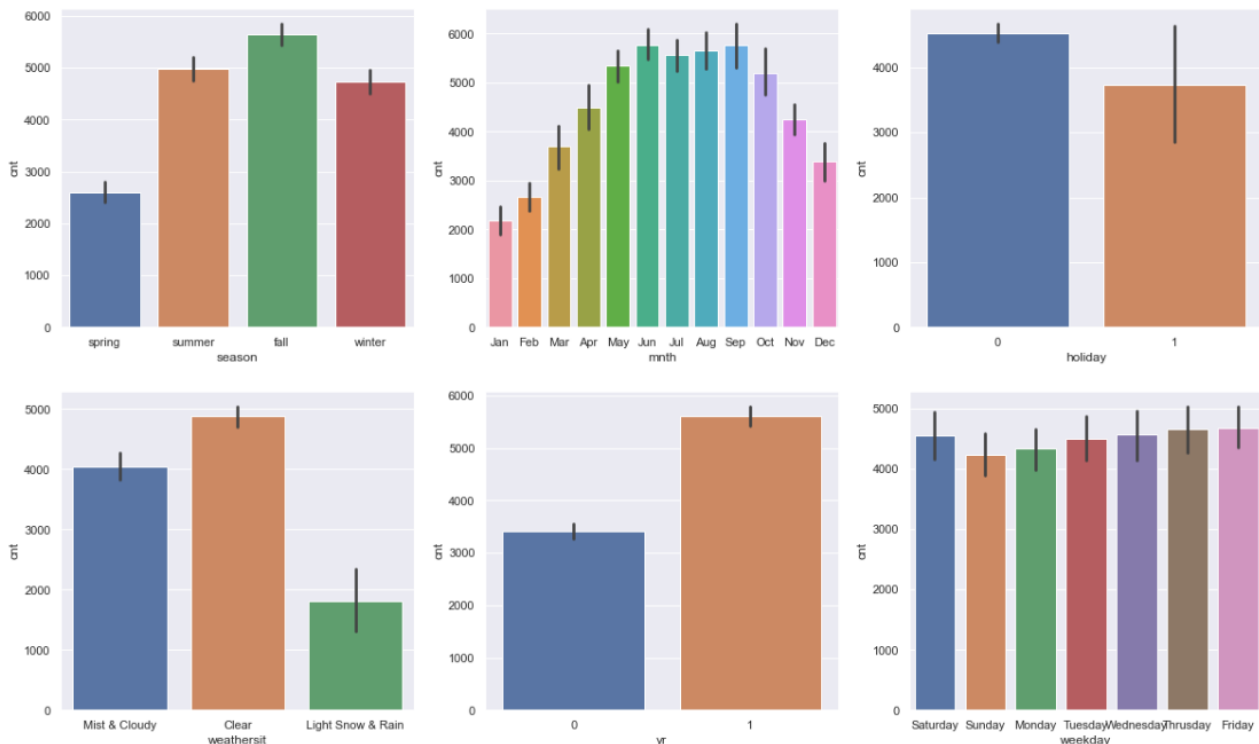 6000
5000
4000
3000
2000
1000
0
cnt
spring summer fall winter
season
6000
5000
4000
3000
2000
1000
0
cnt
Jan Feb Mar Apr May Jun Jul Aug Sep Oct Nov Dec
mnth
4000
3000
2000
1000
0
cnt
0 1
holiday
5000
4000
3000
2000
1000
0
cnt
Mist & Cloudy Clear Light Snow & Rain
weathersit
6000
5000
4000
3000
2000
1000
0
cnt
0 1
yr
5000
4000
3000
2000
1000
0
cnt
Saturday Sunday Monday Tuesday Wednesday Thrusday Friday
weekday